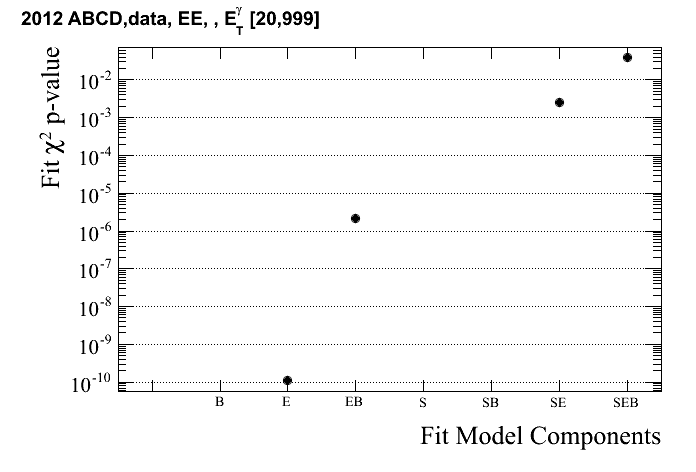 2012 ABCD,data, EE, , E_T^γ [20,999]
Fit χ² p-value
10⁻²
10⁻³
10⁻⁴
10⁻⁵
10⁻⁶
10⁻⁷
10⁻⁸
10⁻⁹
10⁻¹⁰
B E EB S SB SE SEB
Fit Model Components